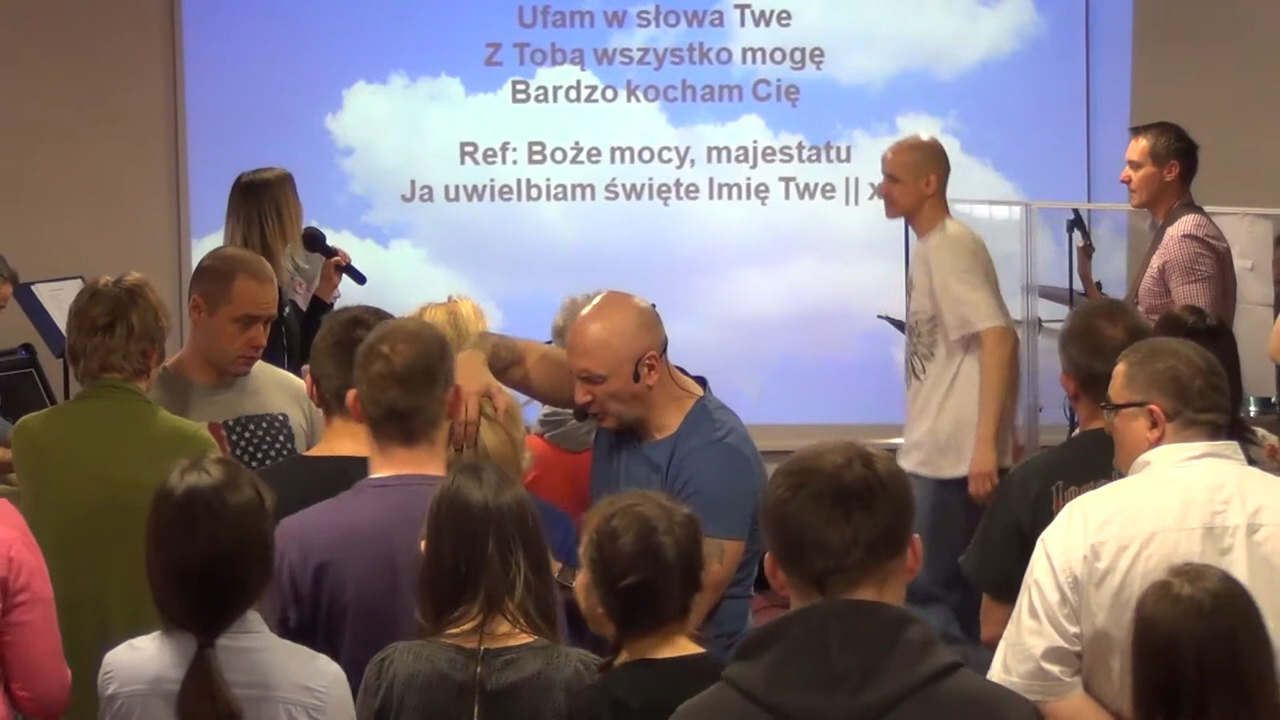 Ufam w słowa Twe
Z Tobą wszystko mogę
Bardzo kocham Cię
Ref: Boże mocy, majestatu
Ja uwielbiam święte Imię Twe || x